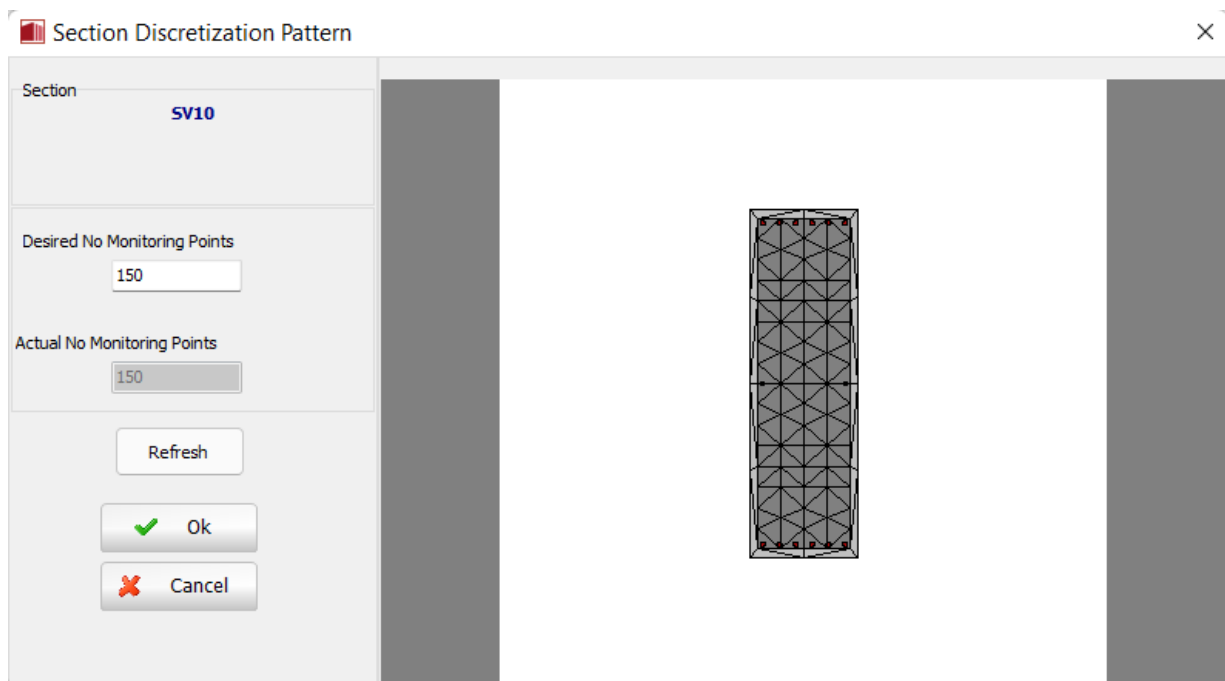 Section Discretization Pattern
Section
SV10
Desired No Monitoring Points
150
Actual No Monitoring Points
150
Refresh
Ok
Cancel